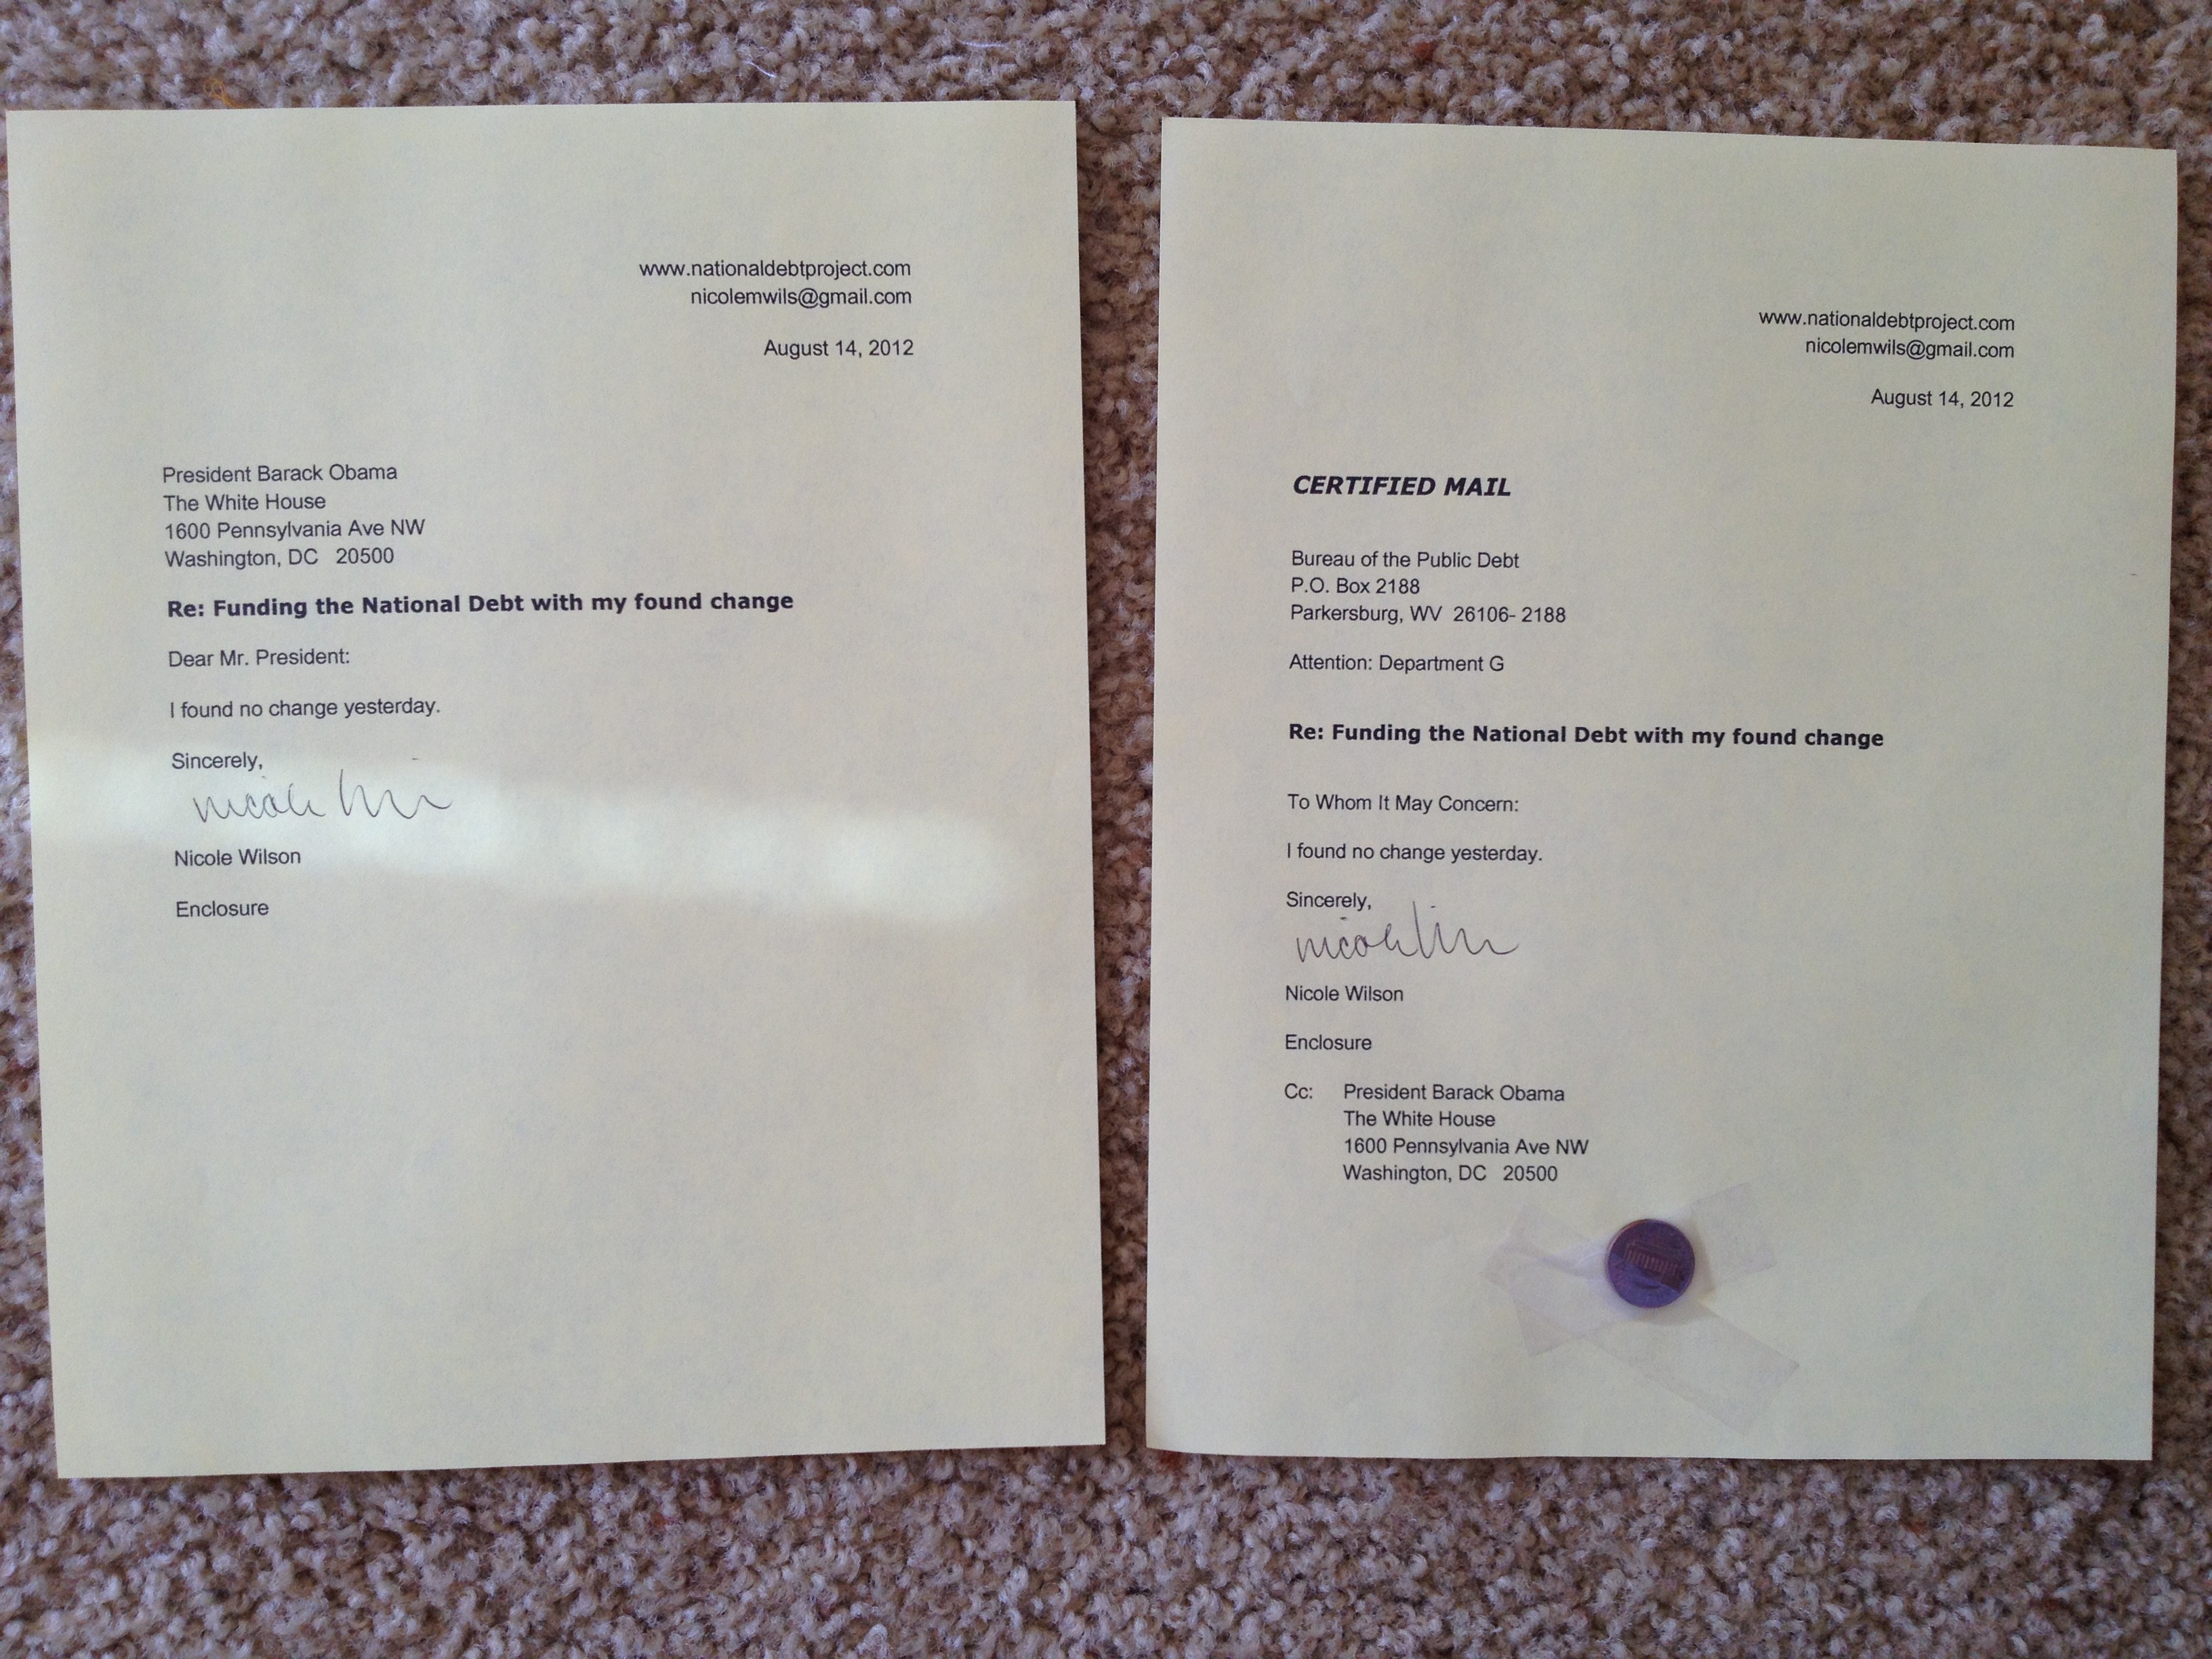 www.nationaldebtproject.com
nicolemwils@gmail.com
August 14, 2012
President Barack Obama
The White House
1600 Pennsylvania Ave NW
Washington, DC   20500
Re: Funding the National Debt with my found change
Dear Mr. President:
I found no change yesterday.
Sincerely,
Nicole Wilson
Enclosure
www.nationaldebtproject.com
nicolemwils@gmail.com
August 14, 2012
CERTIFIED MAIL
Bureau of the Public Debt
P.O. Box 2188
Parkersburg, WV  26106- 2188
Attention: Department G
Re: Funding the National Debt with my found change
To Whom It May Concern:
I found no change yesterday.
Sincerely,
Nicole Wilson
Enclosure
Cc: President Barack Obama
The White House
1600 Pennsylvania Ave NW
Washington, DC   20500